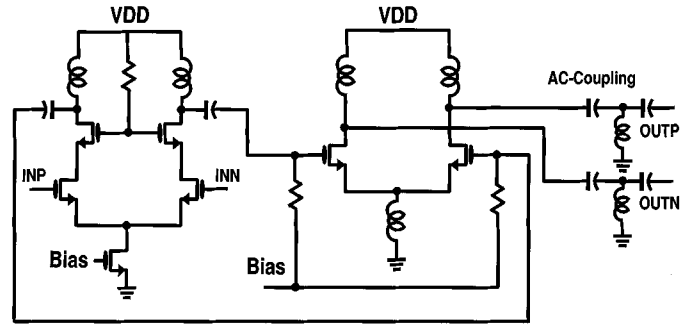 VDD
VDD
AC-Coupling
OUTP
INP
INN
OUTN
Bias
Bias